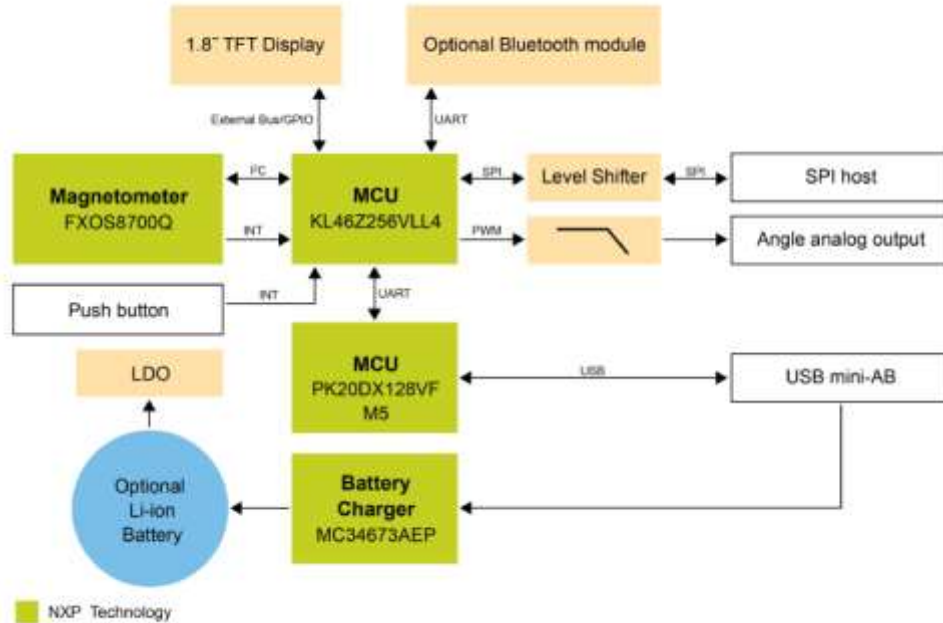 1.8" TFT Display
Optional Bluetooth module
External Bus/GPIO
UART
Magnetometer
FXOS8700Q
I²C
INT
MCU
KL46Z256VLL4
SPI
Level Shifter
SPI
SPI host
PWM
Angle analog output
Push button
INT
UART
LDO
MCU
PK20DX128VF
M5
USB
USB mini-AB
Optional
Li-ion
Battery
Battery
Charger
MC34673AEP
NXP Technology